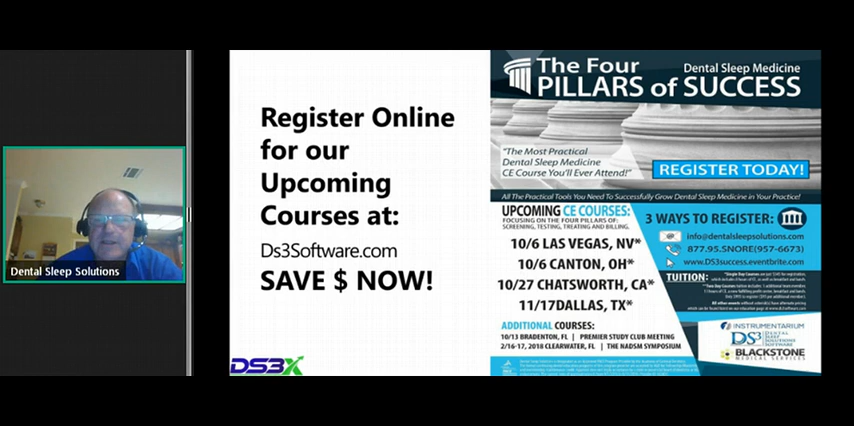 Dental Sleep Solutions
Register Online
for our
Upcoming
Courses at:
Ds3Software.com
SAVE $ NOW!
DS3X
The Four
PILLARS of SUCCESS
Dental Sleep Medicine
"The Most Practical
Dental Sleep Medicine
CE Course You'll Ever Attend!"
REGISTER TODAY!
All The Practical Tools You Need To Successfully Grow Dental Sleep Medicine in Your Practice!
UPCOMING CE COURSES:
FOCUSING ON THE FOUR PILLARS OF:
SCREENING, TESTING, TREATING AND BILLING.
10/6 LAS VEGAS, NV*
10/6 CANTON, OH*
10/27 CHATSWORTH, CA*
11/17DALLAS, TX*
3 WAYS TO REGISTER:
info@dentalsleepsolutions.com
877.95.SNORE(957-6673)
www.DS3success.eventbrite.com
TUITION:
ADDITIONAL COURSES:
10/13 BRADENTON, FL | PREMIER STUDY CLUB MEETING
2/16-17, 2018 CLEARWATER, FL | THE NADSM SYMPOSIUM
INSTRUMENTARIUM
DS3 DENTAL
SLEEP
SOLUTIONS
SOFTWARE
BLACKSTONE
MEDICAL SERVICES